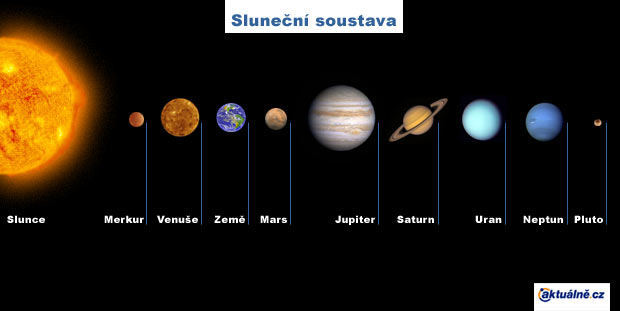 Sluneční soustava
Slunce Merkur Venuše Země Mars Jupiter Saturn Uran Neptun Pluto
aktuálně.cz